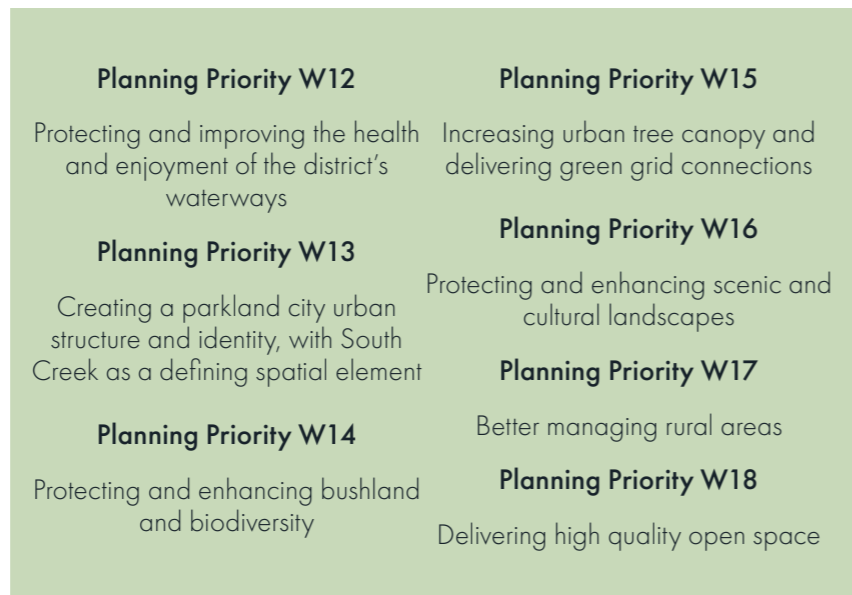 Planning Priority W12
Protecting and improving the health
and enjoyment of the district’s
waterways
Planning Priority W13
Creating a parkland city urban
structure and identity, with South
Creek as a defining spatial element
Planning Priority W14
Protecting and enhancing bushland
and biodiversity
Planning Priority W15
Increasing urban tree canopy and
delivering green grid connections
Planning Priority W16
Protecting and enhancing scenic and
cultural landscapes
Planning Priority W17
Better managing rural areas
Planning Priority W18
Delivering high quality open space